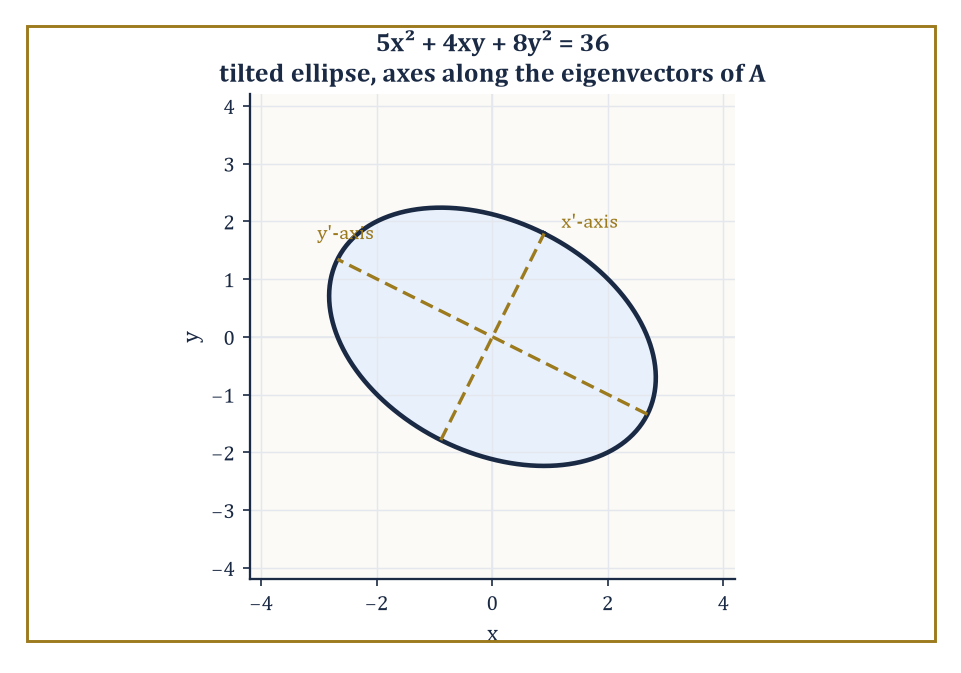 5x² + 4xy + 8y² = 36
tilted ellipse, axes along the eigenvectors of A
4
3
2
1
0
−1
−2
−3
−4
y
y'-axis
x'-axis
−4
−2
0
2
4
x